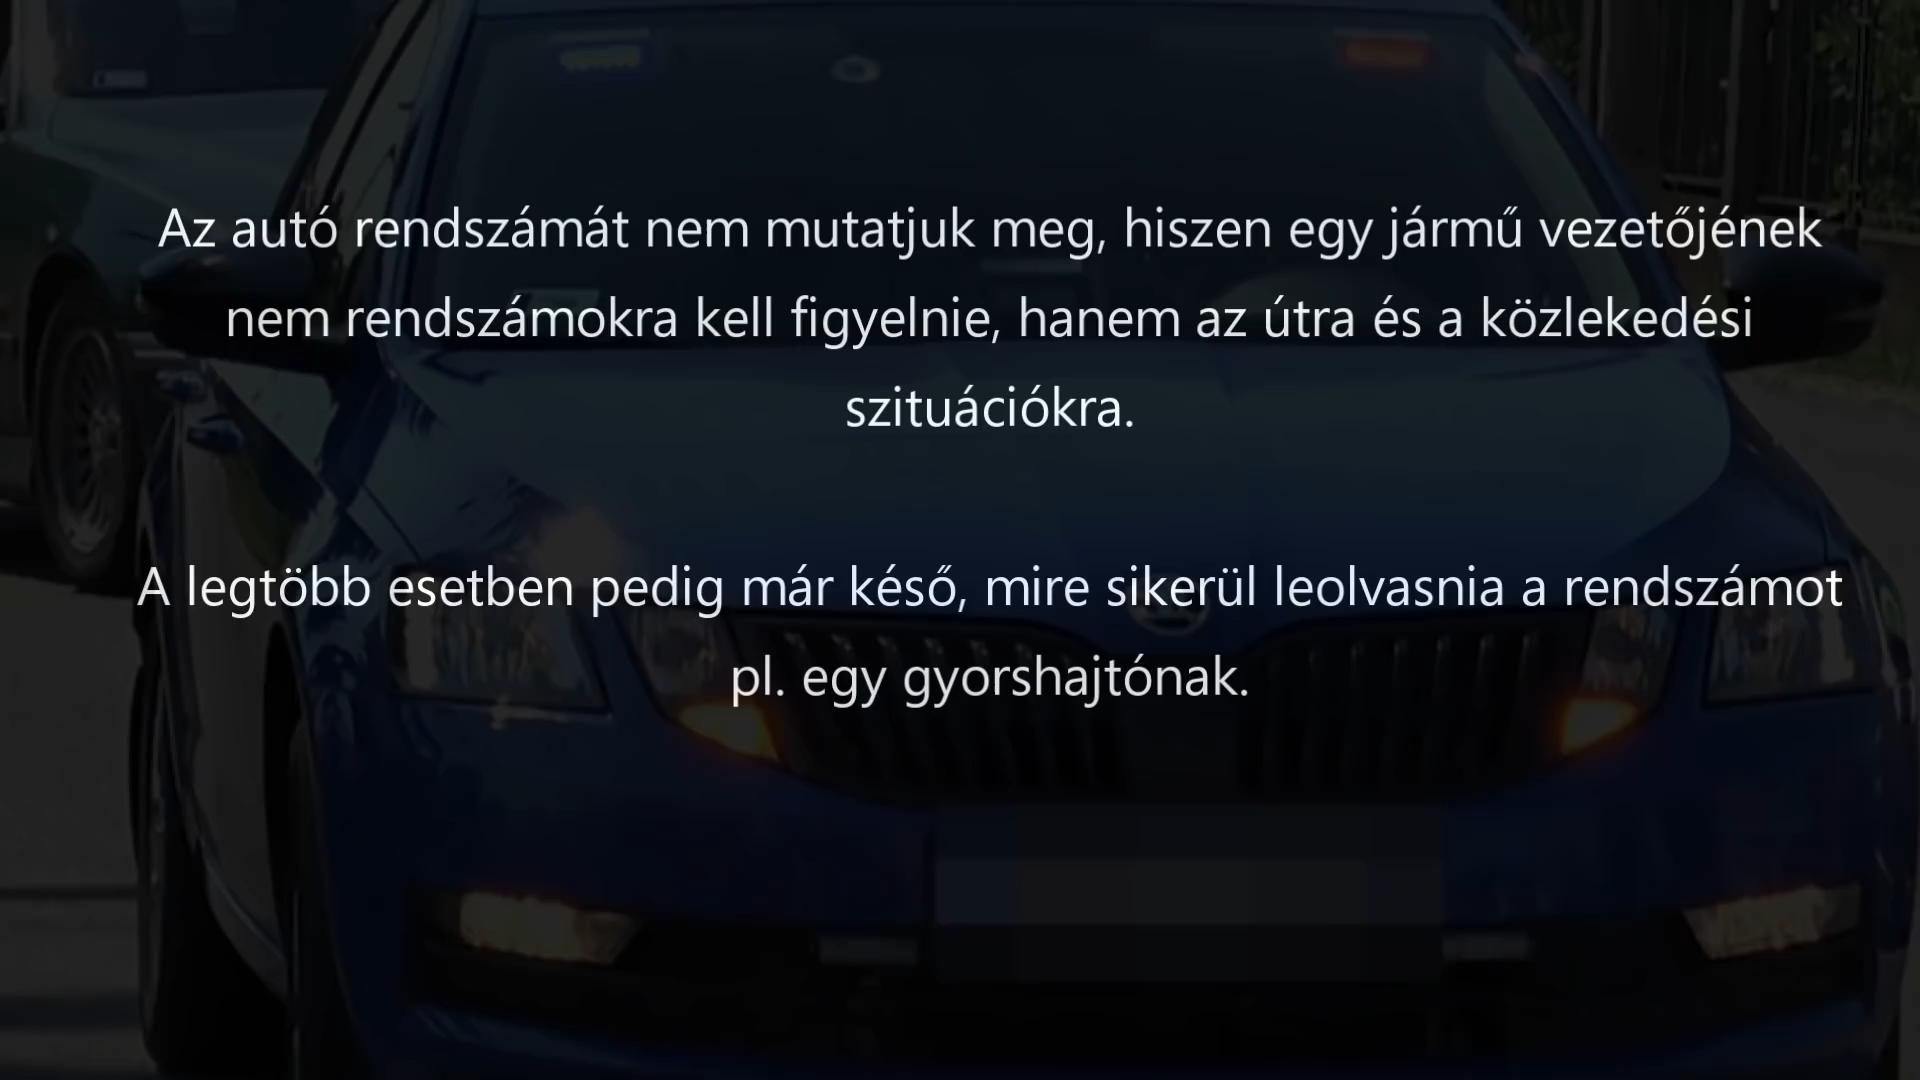 Az autó rendszámát nem mutatjuk meg, hiszen egy jármű vezetőjének
nem rendszámokra kell figyelnie, hanem az útra és a közlekedési
szituációkra.
A legtöbb esetben pedig már késő, mire sikerül leolvasnia a rendszámot
pl. egy gyorshajtónak.